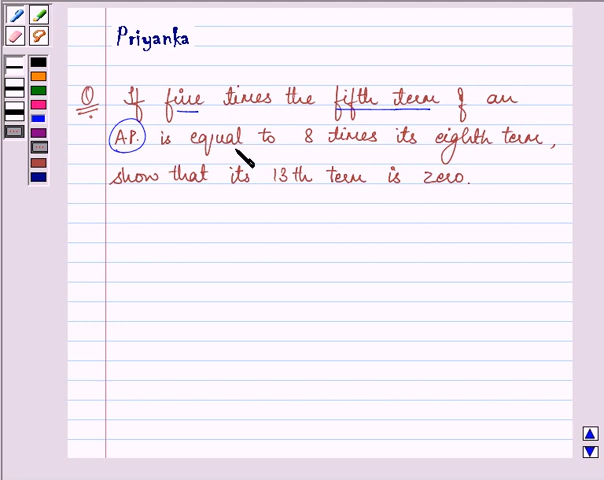 Priyanka
Q If five times the fifth term of an
A.P. is equal to 8 times its eighth term,
show that its 13th term is zero.